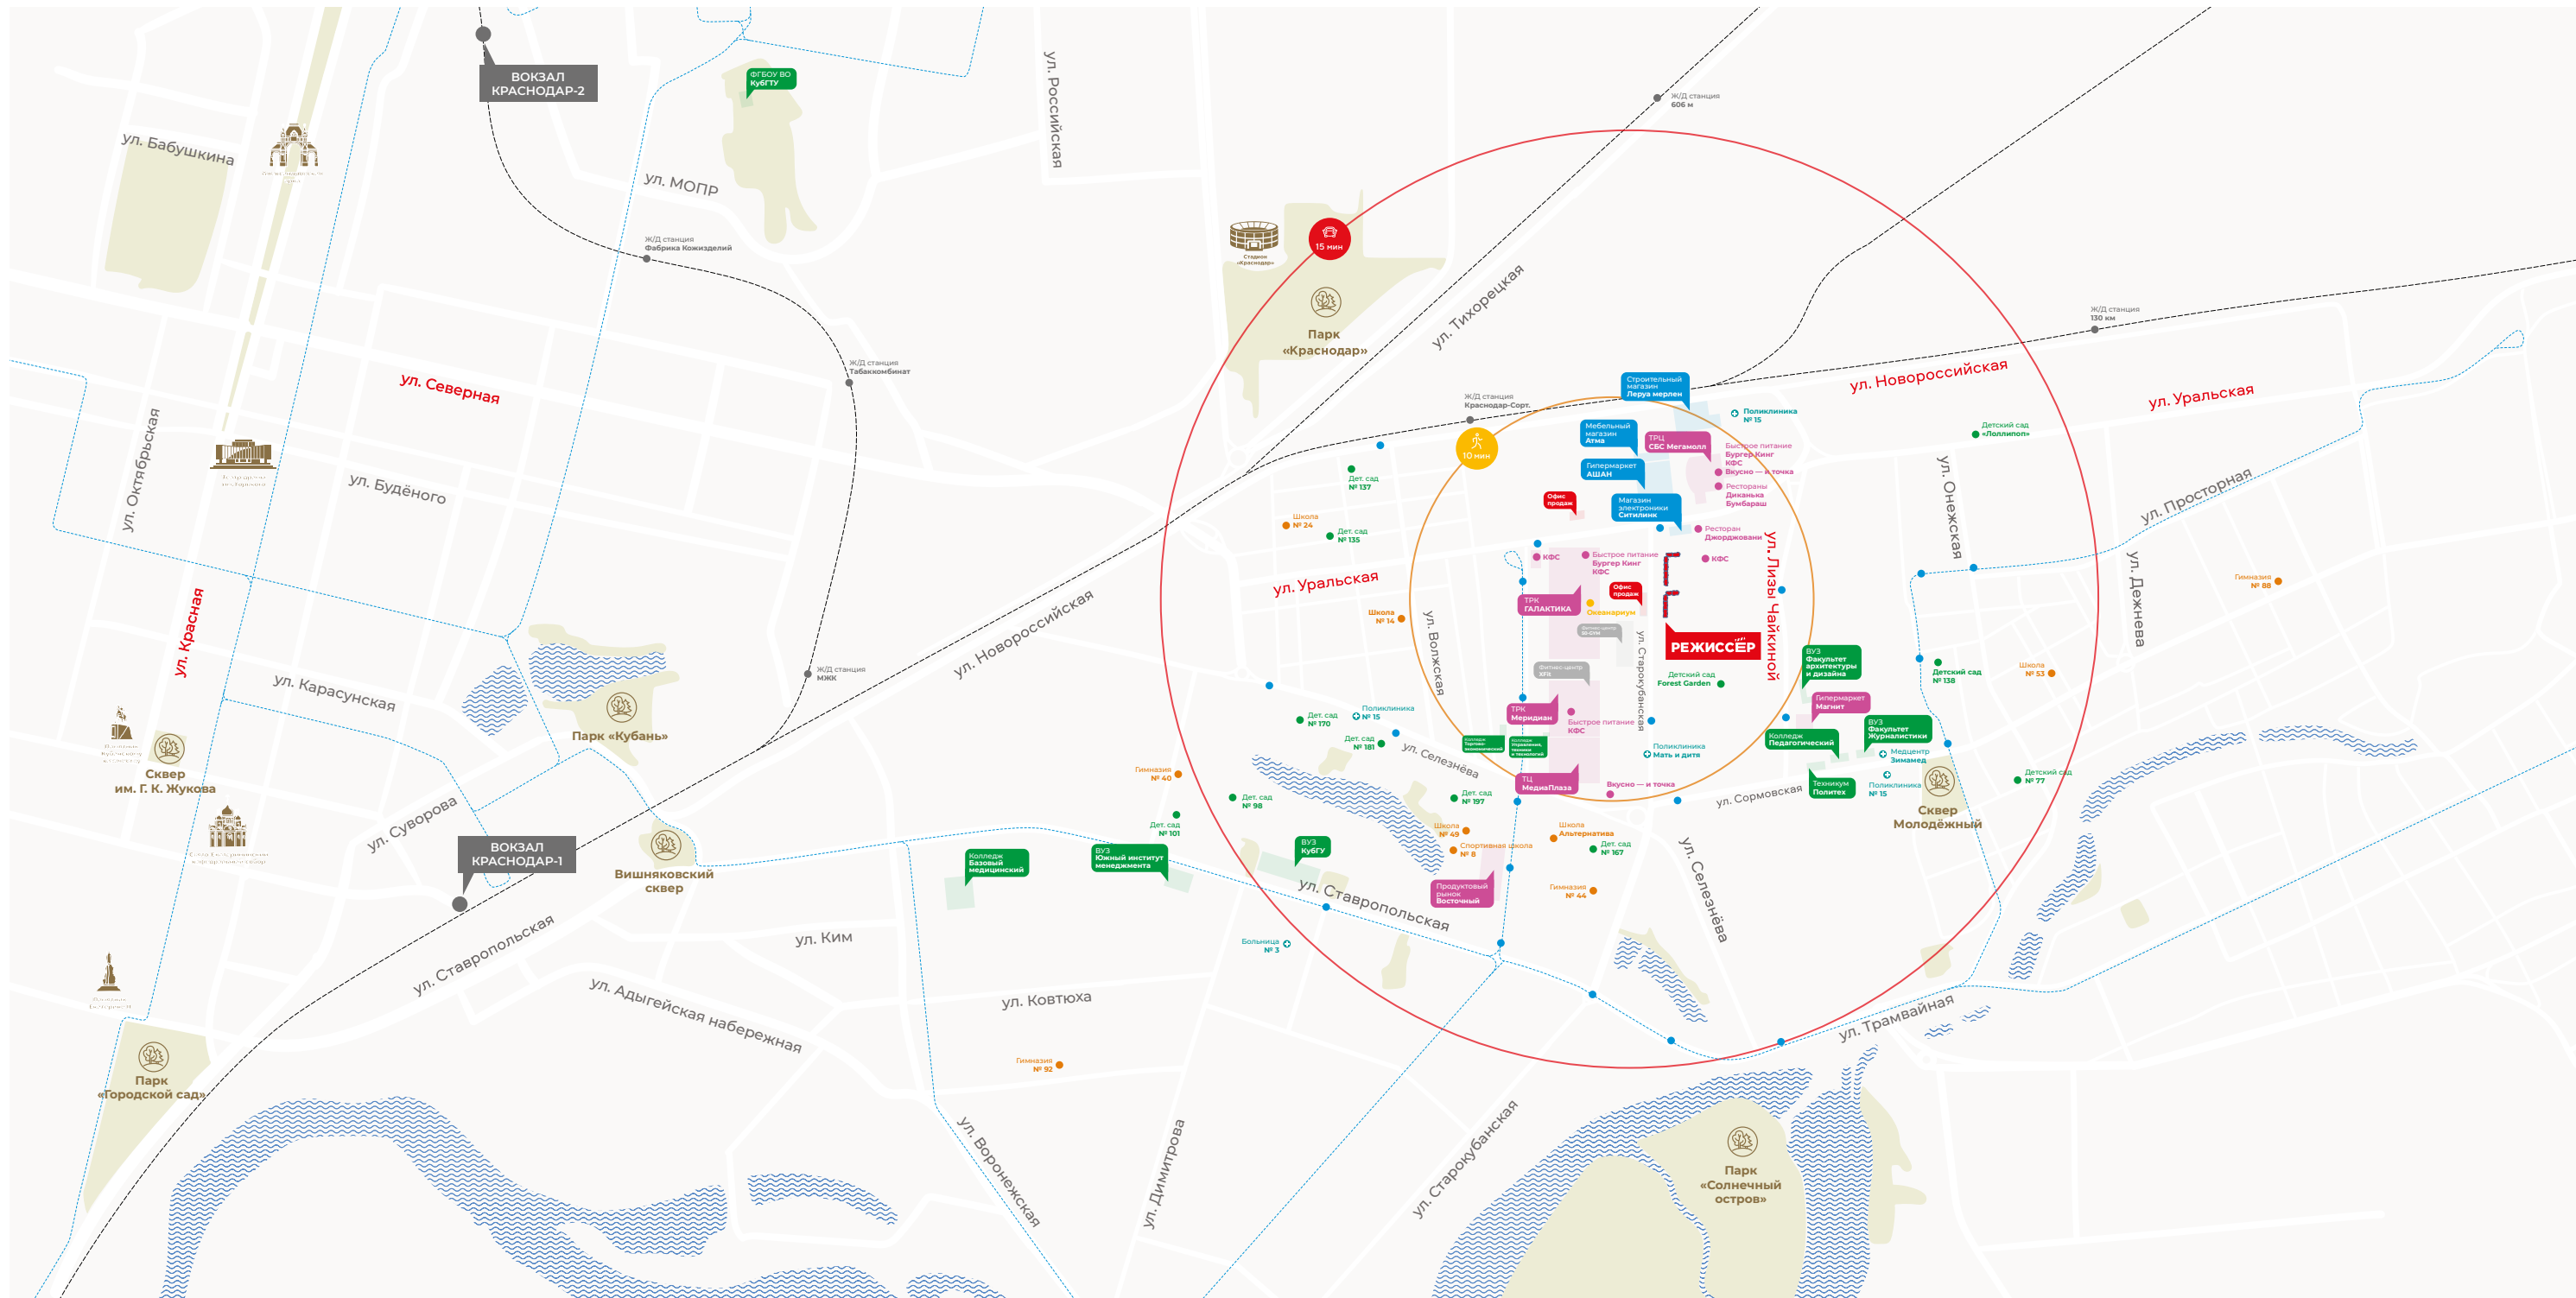 ВОКЗАЛ
КРАСНОДАР-2
ФГБОУ ВО
КубГТУ
ул. Российская
Ж/Д станция
606 м
ул. Бабушкина
ул. МОПР
Ж/Д станция
Фабрика Кожизделий
15 мин
Стадион
«Краснодар»
Парк
«Краснодар»
ул. Тихорецкая
Ж/Д станция
130 км
Ж/Д станция
Табаккомбинат
ул. Северная
ул. Новороссийская
ул. Уральская
Строительный
магазин
Леруа мерлен
Ж/Д станция
Краснодар-Сорт.
Поликлиника
№ 15
ул. Октябрьская
10 мин
Мебельный
магазин
Атма
ТРЦ
СБС Мегамолл
Быстрое питание
Бургер Кинг
КФС
Вкусно — и точка
Детский сад
«Лоллипоп»
Гипермаркет
АШАН
Рестораны
Диканька
Бумбараш
ул. Онежская
ул. Просторная
ул. Будёного
Дет. сад
№ 137
Офис
продаж
Магазин
электроники
Ситилинк
Школа
№ 24
Дет. сад
№ 135
Ресторан
Джорджовани
КФС
Быстрое питание
Бургер Кинг
КФС
КФС
ул. Лизы Чайкиной
ул. Дежнева
Гимназия
№ 88
ул. Уральская
ул. Красная
ул. Новороссийская
Школа
№ 14
ТРК
ГАЛАКТИКА
Офис
продаж
Океанариум
ул. Волжская
ул. Старокубанская
РЕЖИССЁР
Фитнес-центр
XFit
Детский сад
Forest Garden
ВУЗ
Факультет
архитектуры
и дизайна
Детский сад
№ 138
Школа
№ 53
Ж/Д станция
МЖК
ул. Карасунская
Парк «Кубань»
Дет. сад
№ 170
Поликлиника
№ 15
Дет. сад
№ 181
ул. Селезнёва
ТРК
Меридиан
Быстрое питание
КФС
Гипермаркет
Магнит
ВУЗ
Факультет
Журналистики
Колледж
Педагогический
Колледж
Торгово-
экономический
Колледж
Управления,
техники
и технологий
Поликлиника
Мать и дитя
Медцентр
Зимамед
Сквер
им. Г. К. Жукова
Гимназия
№ 40
ТЦ
МедиаПлаза
Вкусно — и точка
ул. Сормовская
Техникум
Политех
Поликлиника
№ 15
Детский сад
№ 77
Сквер
Молодёжный
ул. Суворова
Дет. сад
№ 98
Дет. сад
№ 197
Дет. сад
№ 101
Школа
№ 49
Школа
Альтернатива
Спортивная школа
№ 8
Дет. сад
№ 167
ВОКЗАЛ
КРАСНОДАР-1
Вишняковский
сквер
Колледж
Базовый
медицинский
ВУЗ
Южный институт
менеджмента
ВУЗ
КубГУ
ул. Ставропольская
Продуктовый
рынок
Восточный
Гимназия
№ 44
ул. Селезнёва
Больница
№ 3
ул. Ким
ул. Ставропольская
ул. Адыгейская набережная
ул. Ковтюха
ул. Трамвайная
Гимназия
№ 92
Парк
«Городской сад»
ул. Воронежская
ул. Димитрова
ул. Старокубанская
Парк
«Солнечный
остров»